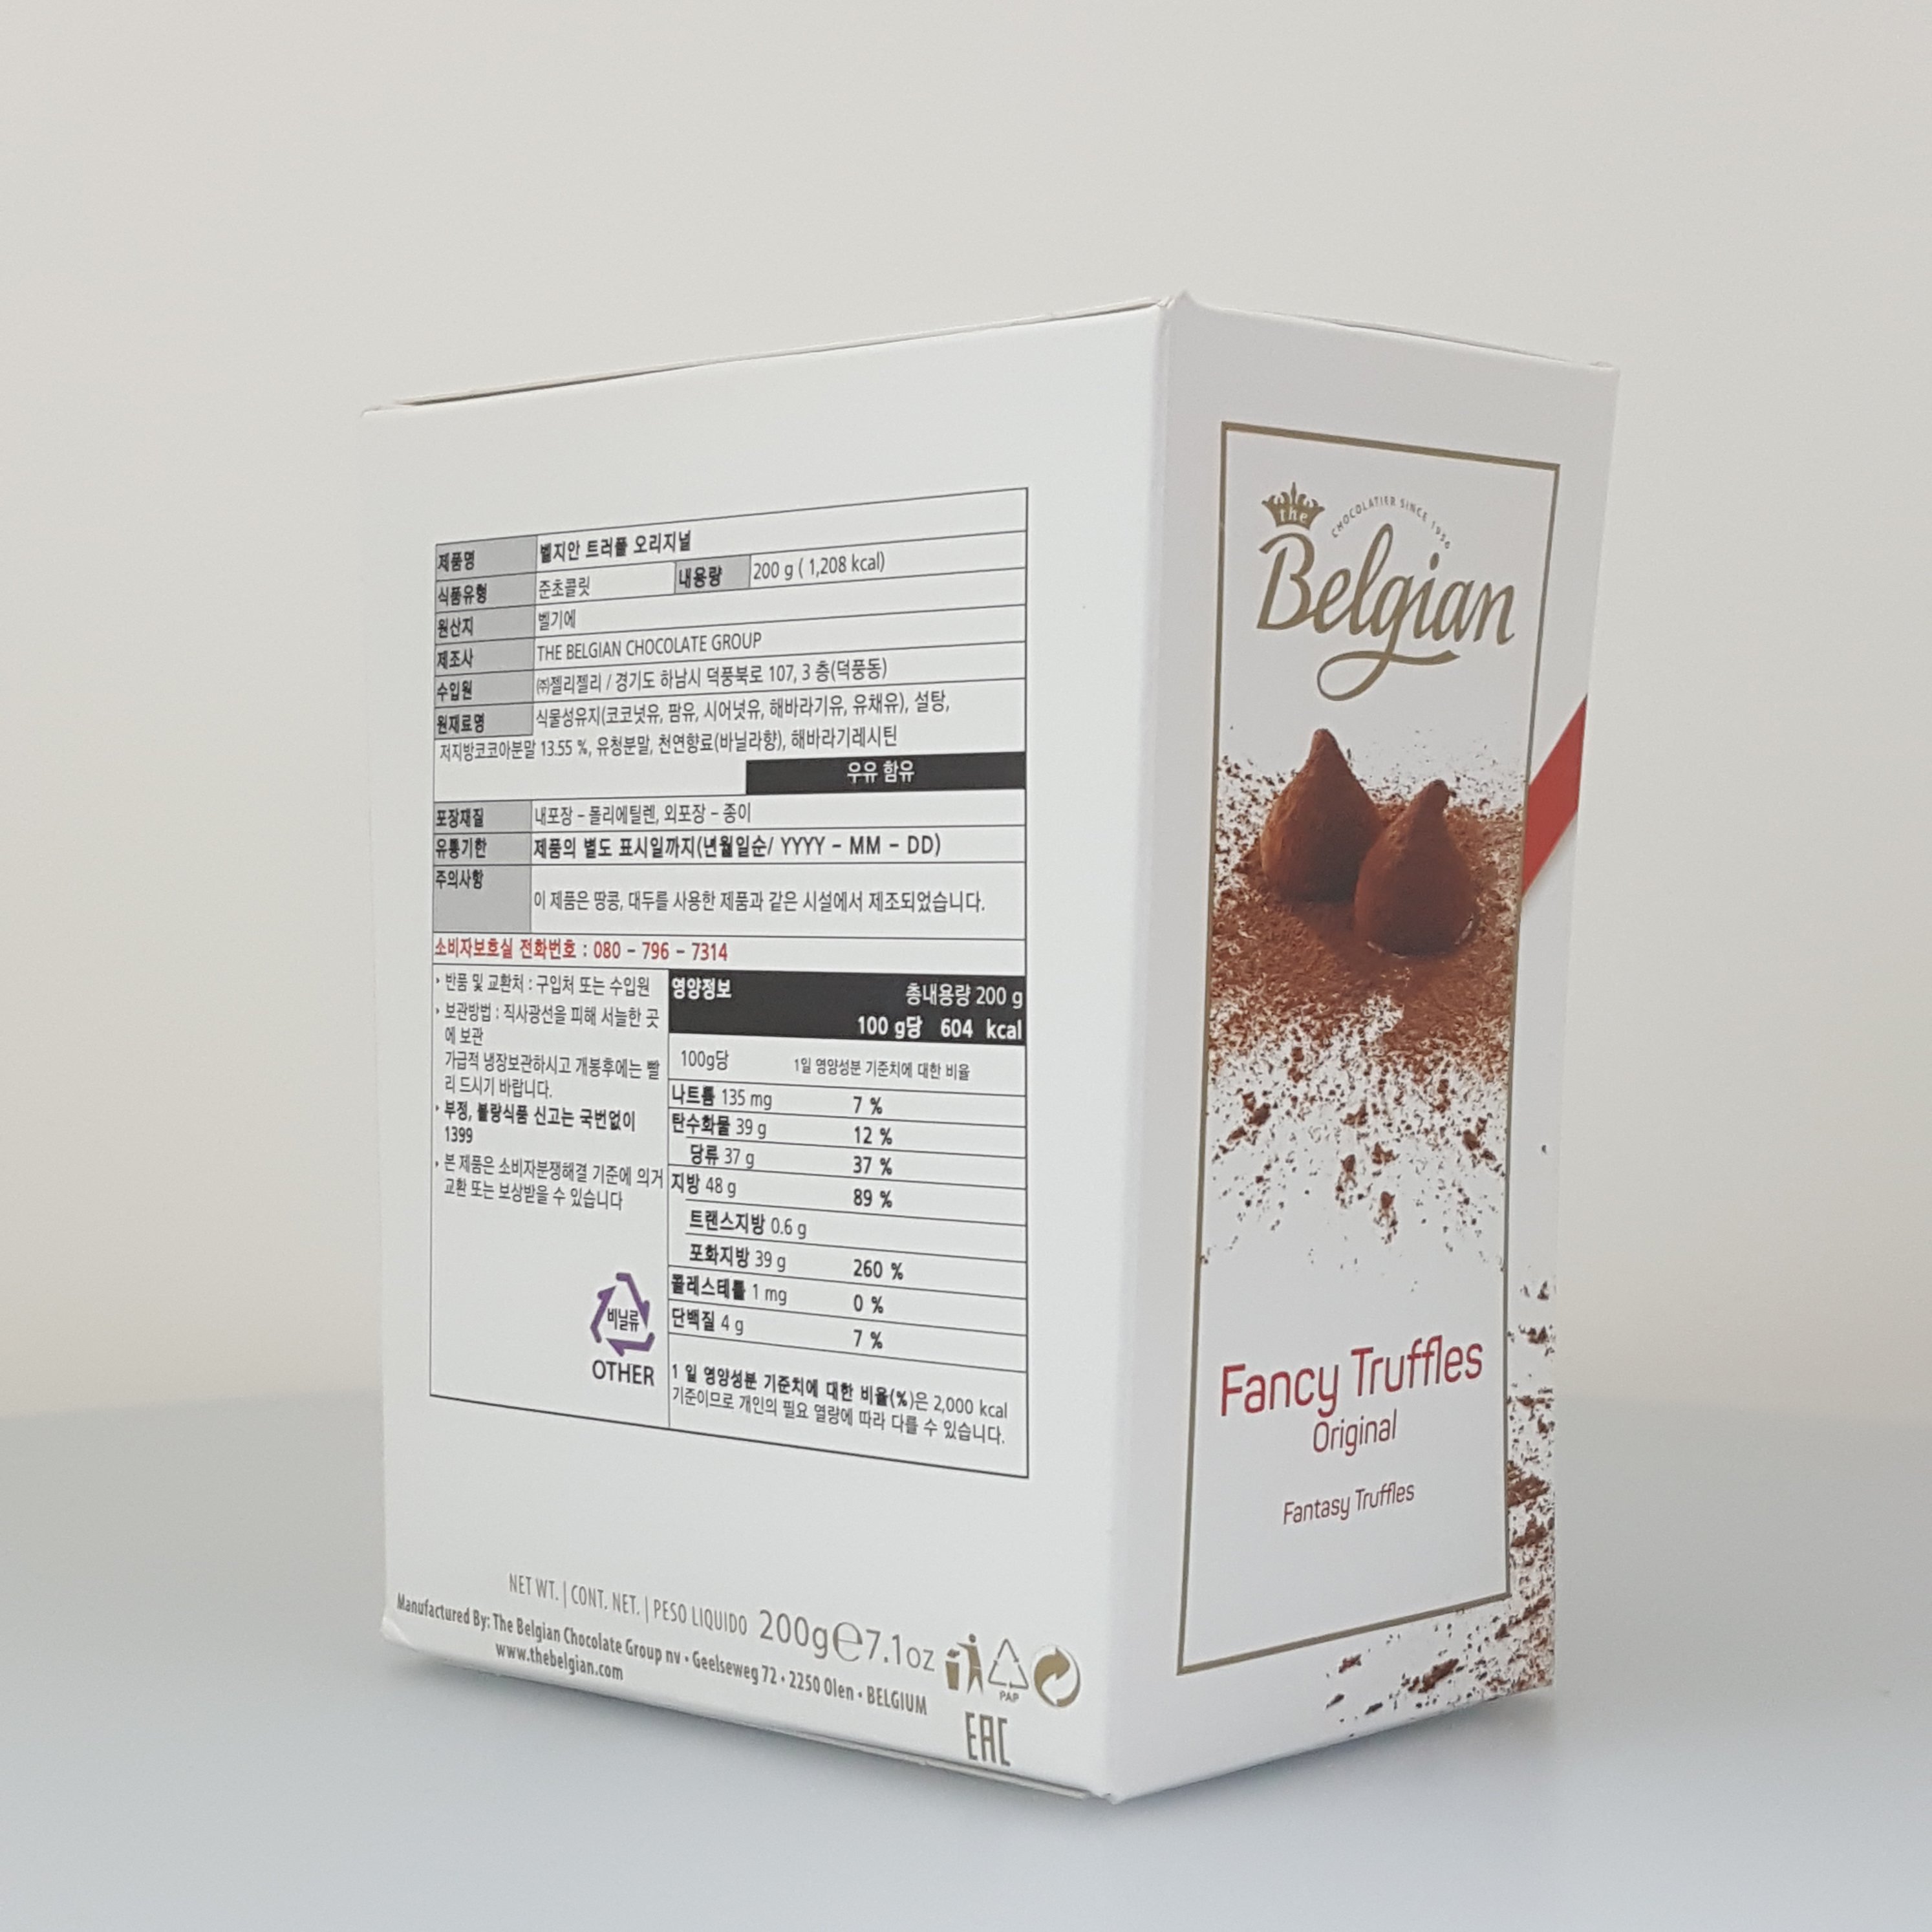 제품명 벨지안 트러플 오리지널
식품유형 준초콜릿 내용량 200 g ( 1,208 kcal)
원산지 벨기에
제조사 THE BELGIAN CHOCOLATE GROUP
수입원 ㈜젤리젤리 / 경기도 하남시 덕풍북로 107, 3 층(덕풍동)
원재료명 식물성유지(코코넛유, 팜유, 시어넛유, 해바라기유, 유채유), 설탕,
저지방코코아분말 13.55 %, 유청분말, 천연향료(바닐라향), 해바라기레시틴
우유 함유
포장재질 내포장 – 폴리에틸렌, 외포장 – 종이
유통기한 제품의 별도 표시일까지(년월일순/ YYYY – MM – DD)
주의사항
이 제품은 땅콩, 대두를 사용한 제품과 같은 시설에서 제조되었습니다.
소비자보호실 전화번호 : 080 – 796 – 7314
‣ 반품 및 교환처 : 구입처 또는 수입원
‣ 보관방법 : 직사광선을 피해 서늘한 곳
에 보관
가급적 냉장보관하시고 개봉후에는 빨
리 드시기 바랍니다.
‣ 부정, 불량식품 신고는 국번없이
1399
‣ 본 제품은 소비자분쟁해결 기준에 의거
교환 또는 보상받을 수 있습니다
비닐류
OTHER
영양정보 총내용량 200 g
100 g당 604 kcal
100g당 1일 영양성분 기준치에 대한 비율
나트륨 135 mg 7 %
탄수화물 39 g 12 %
당류 37 g 37 %
지방 48 g 89 %
트랜스지방 0.6 g
포화지방 39 g 260 %
콜레스테롤 1 mg 0 %
단백질 4 g 7 %
1 일 영양성분 기준치에 대한 비율(%)은 2,000 kcal
기준이므로 개인의 필요 열량에 따라 다를 수 있습니다.
NET WT. | CONT. NET. | PESO LIQUIDO 200g℮7.1oz
Manufactured By: The Belgian Chocolate Group nv • Geelseweg 72 • 2250 Olen • BELGIUM
www.thebelgian.com
PAP
EAC
the
CHOCOLATIER SINCE 1956
Belgian
Fancy Truffles
Original
Fantasy Truffles